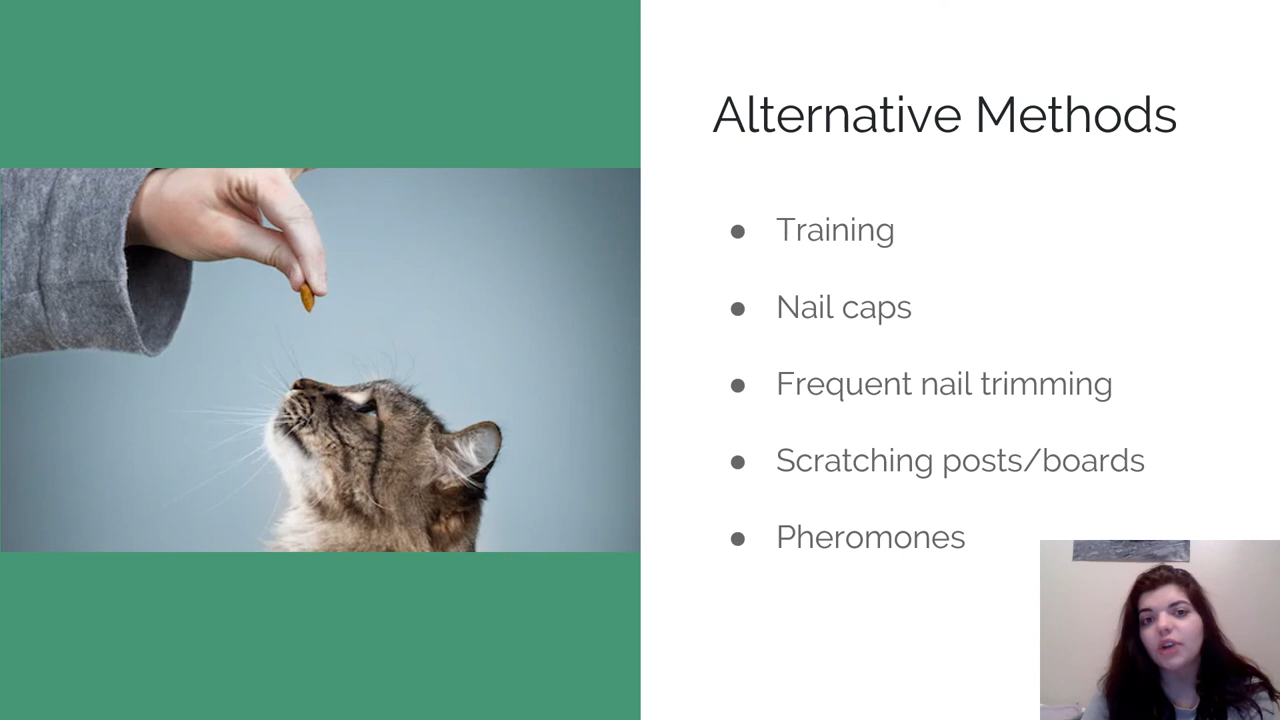 Alternative Methods
● Training
● Nail caps
● Frequent nail trimming
● Scratching posts/boards
● Pheromones